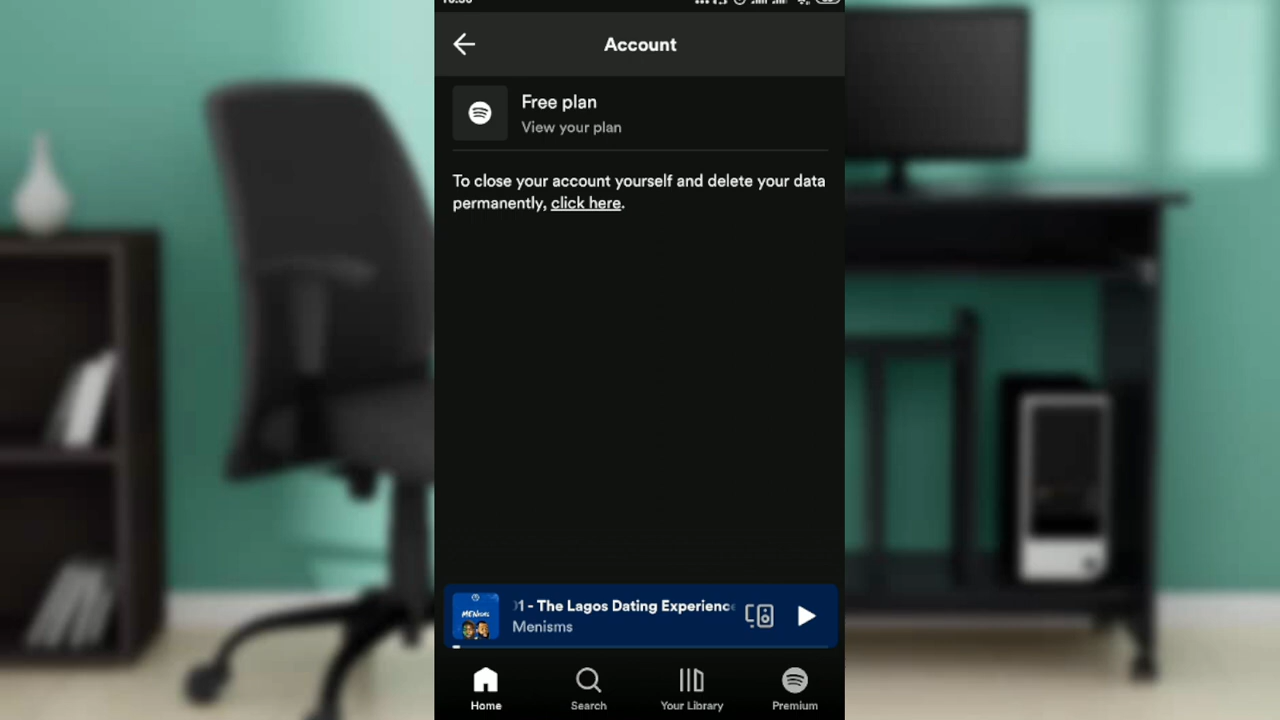 Account
Free plan
View your plan
To close your account yourself and delete your data
permanently, click here.
1 - The Lagos Dating Experience
Menisms
MENISMS
Home
Search
Your Library
Premium